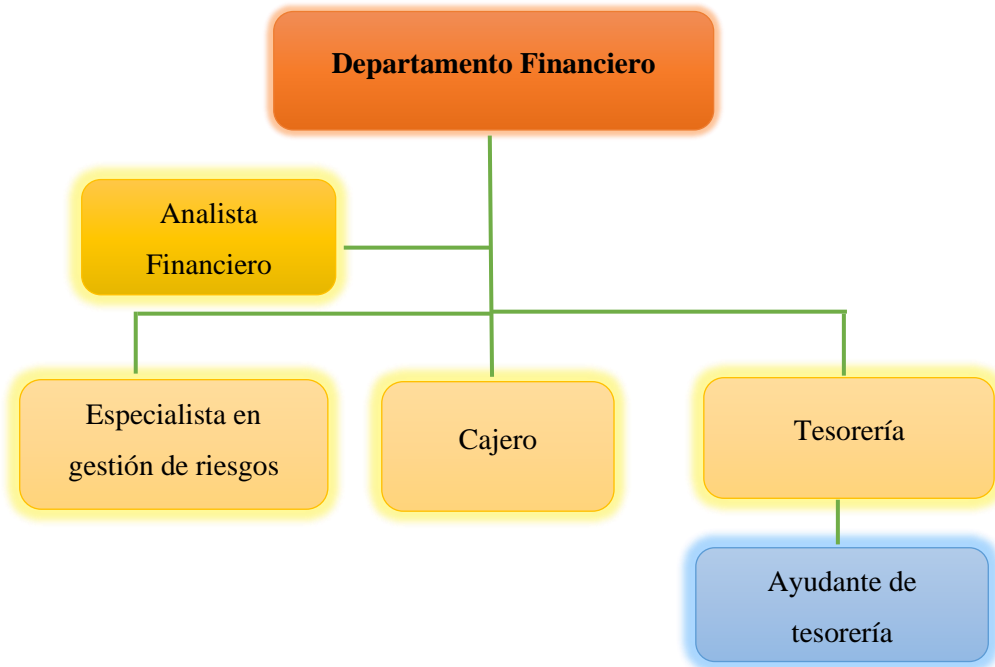 Departamento Financiero
Analista
Financiero
Especialista en
gestión de riesgos
Cajero
Tesorería
Ayudante de
tesorería